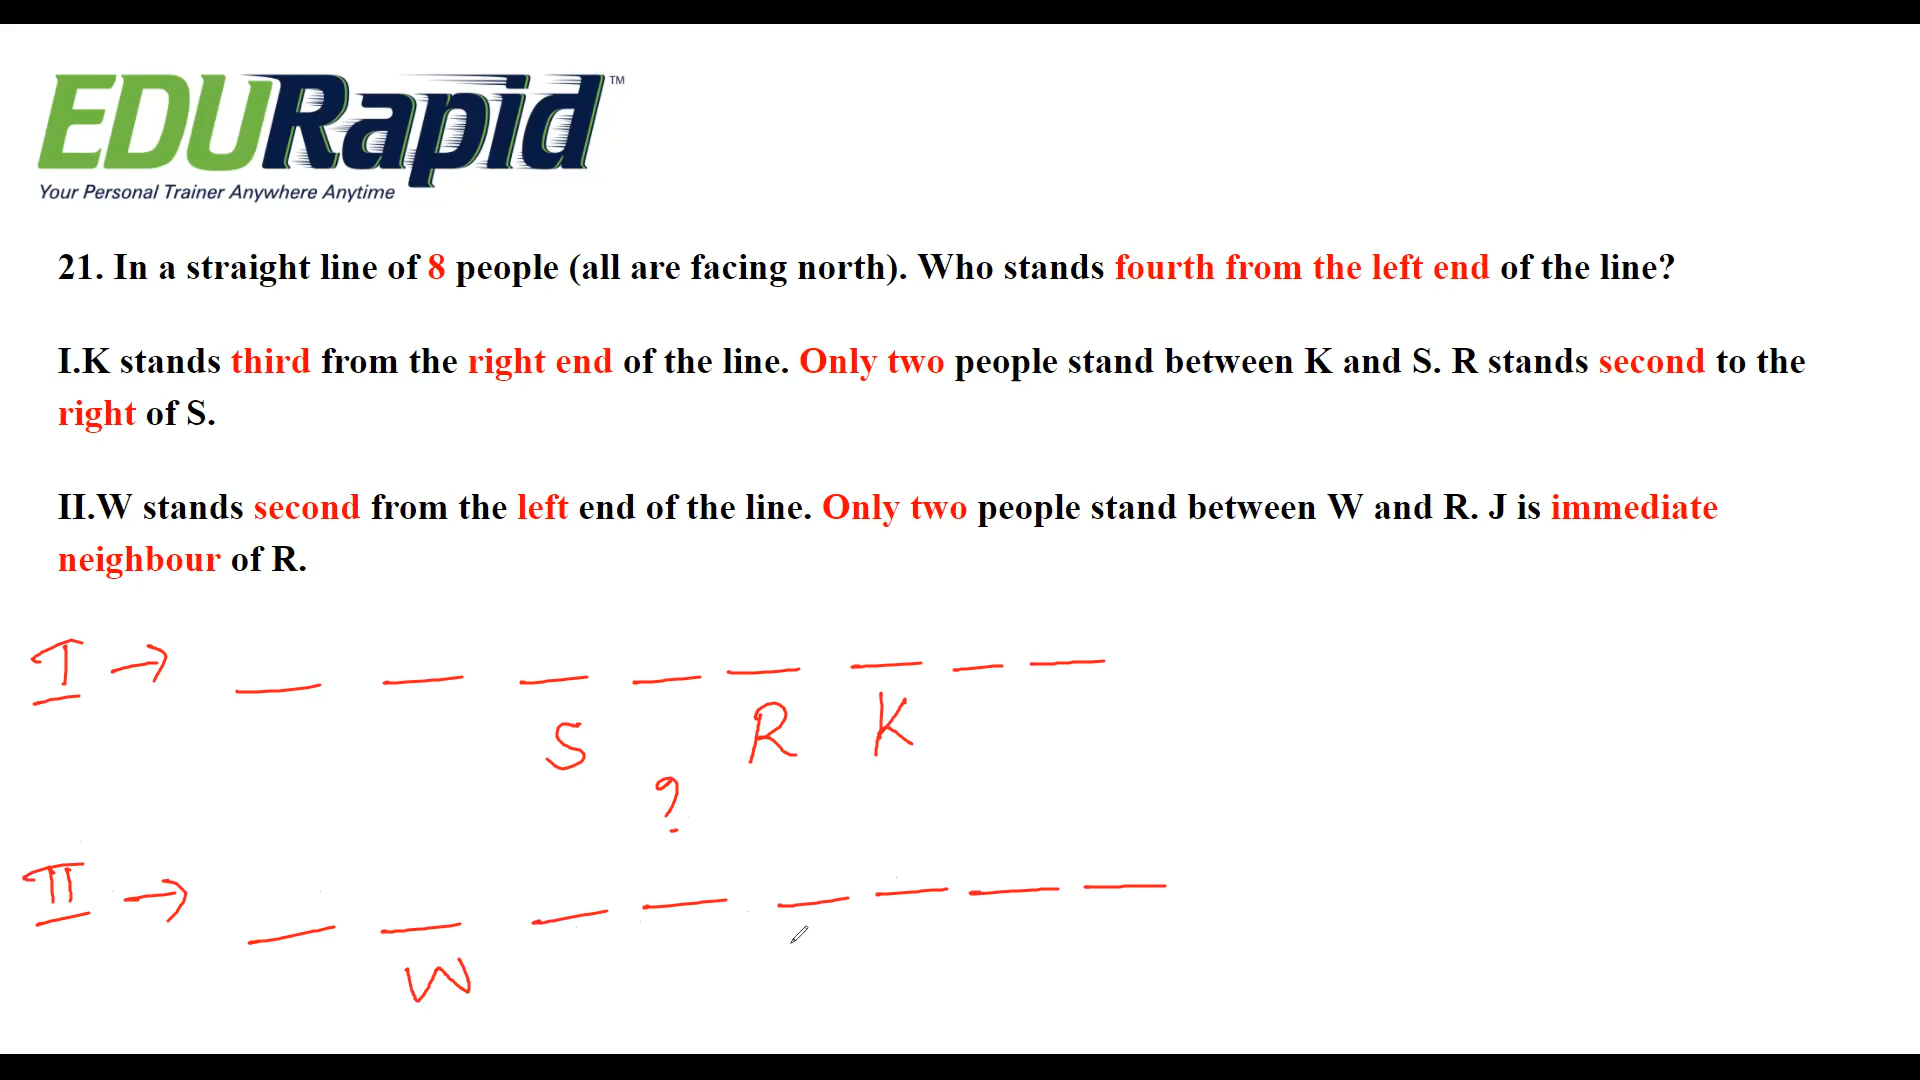 EDURapid™
Your Personal Trainer Anywhere Anytime
21. In a straight line of 8 people (all are facing north). Who stands fourth from the left end of the line?
I.K stands third from the right end of the line. Only two people stand between K and S. R stands second to the
right of S.
II.W stands second from the left end of the line. Only two people stand between W and R. J is immediate
neighbour of R.
I → _ _ _ _ _ _ _ _
S R K
?
II → _ _ _ _ _ _ _ _
W